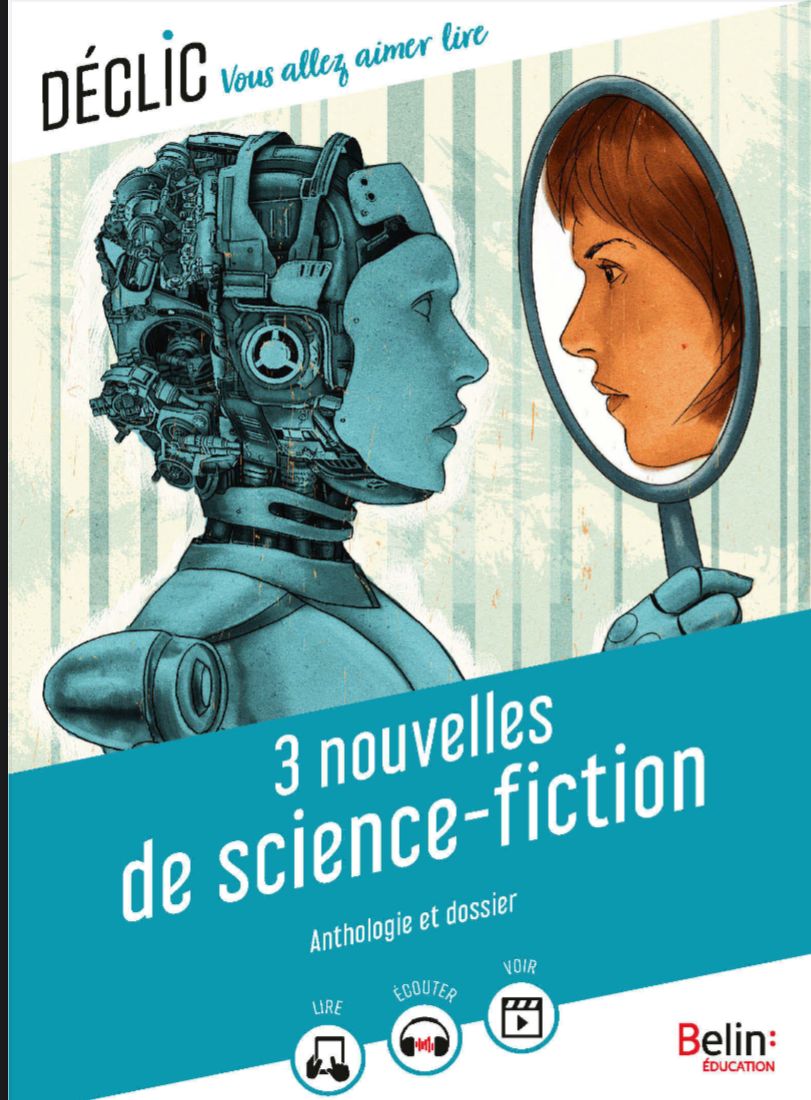 DÉCLIC Vous allez aimer lire
3 nouvelles
de science-fiction
Anthologie et dossier
LIRE
ÉCOUTER
VOIR
Belin:
ÉDUCATION